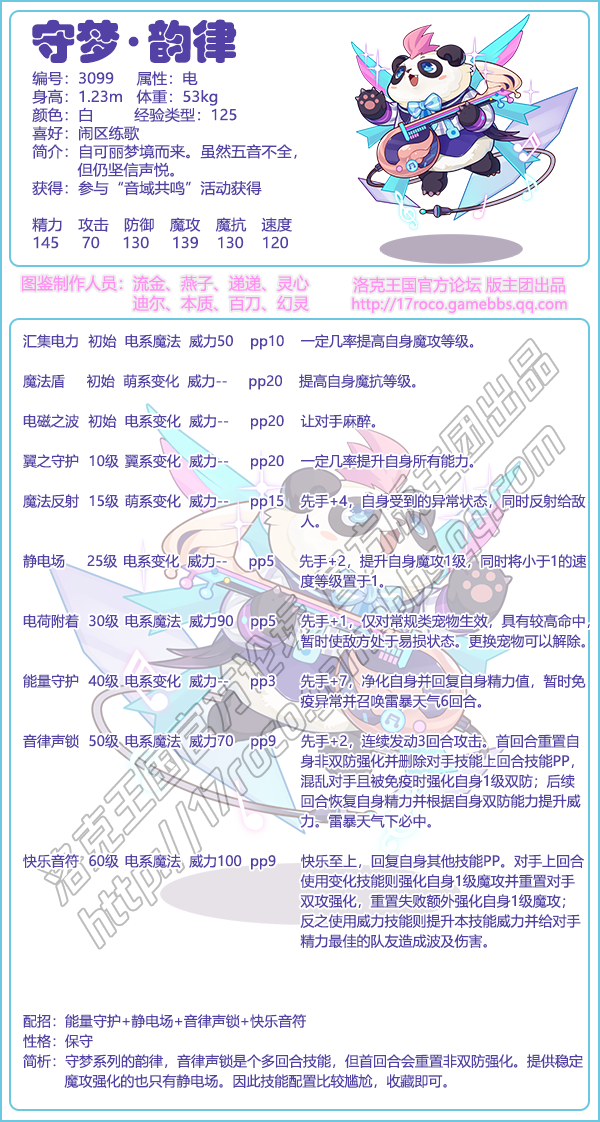 守梦·韵律
编号：3099 属性：电
身高：1.23m 体重：53kg
颜色：白 经验类型：125
喜好：闹区练歌
简介：自可丽梦境而来。虽然五音不全，
但仍坚信声悦。
获得：参与“音域共鸣”活动获得
精力 攻击 防御 魔攻 魔抗 速度
145 70 130 139 130 120
图鉴制作人员：流金、燕子、递递、灵心
迪尔、本质、百刀、幻灵
洛克王国官方论坛 版主团出品
http://17roco.gamebbs.qq.com
汇集电力 初始 电系魔法 威力50 pp10 一定几率提高自身魔攻等级。
魔法盾 初始 萌系变化 威力-- pp20 提高自身魔抗等级。
电磁之波 初始 电系变化 威力-- pp20 让对手麻醉。
翼之守护 10级 翼系变化 威力-- pp20 一定几率提升自身所有能力。
魔法反射 15级 萌系变化 威力-- pp15 先手+4，自身受到的异常状态，同时反射给敌
人。
静电场 25级 电系变化 威力-- pp5 先手+2，提升自身魔攻1级，同时将小于1的速
度等级置于1。
电荷附着 30级 电系魔法 威力90 pp5 先手+1，仅对常规类宠物生效，具有较高命中，
暂时使敌方处于易损状态。更换宠物可以解除。
能量守护 40级 电系变化 威力-- pp3 先手+7，净化自身并回复自身精力值，暂时免
疫异常并召唤雷暴天气6回合。
音律声锁 50级 电系魔法 威力70 pp9 先手+2，连续发动3回合攻击。首回合重置自
身非双防强化并删除对手技能上回合技能PP，
混乱对手且被免疫时强化自身1级双防；后续
回合恢复自身精力并根据自身双防能力提升威
力。雷暴天气下必中。
快乐音符 60级 电系魔法 威力100 pp9 快乐至上，回复自身其他技能PP。对手上回合
使用变化技能则强化自身1级魔攻并重置对手
双攻强化，重置失败额外强化自身1级魔攻；
反之使用威力技能则提升本技能威力并给对手
精力最佳的队友造成波及伤害。
配招：能量守护+静电场+音律声锁+快乐音符
性格：保守
简析：守梦系列的韵律，音律声锁是个多回合技能，但首回合会重置非双防强化。提供稳定
魔攻强化的也只有静电场。因此技能配置比较尴尬，收藏即可。
洛克王国官方论坛版主团出品
http://17roco.gamebbs.qq.com